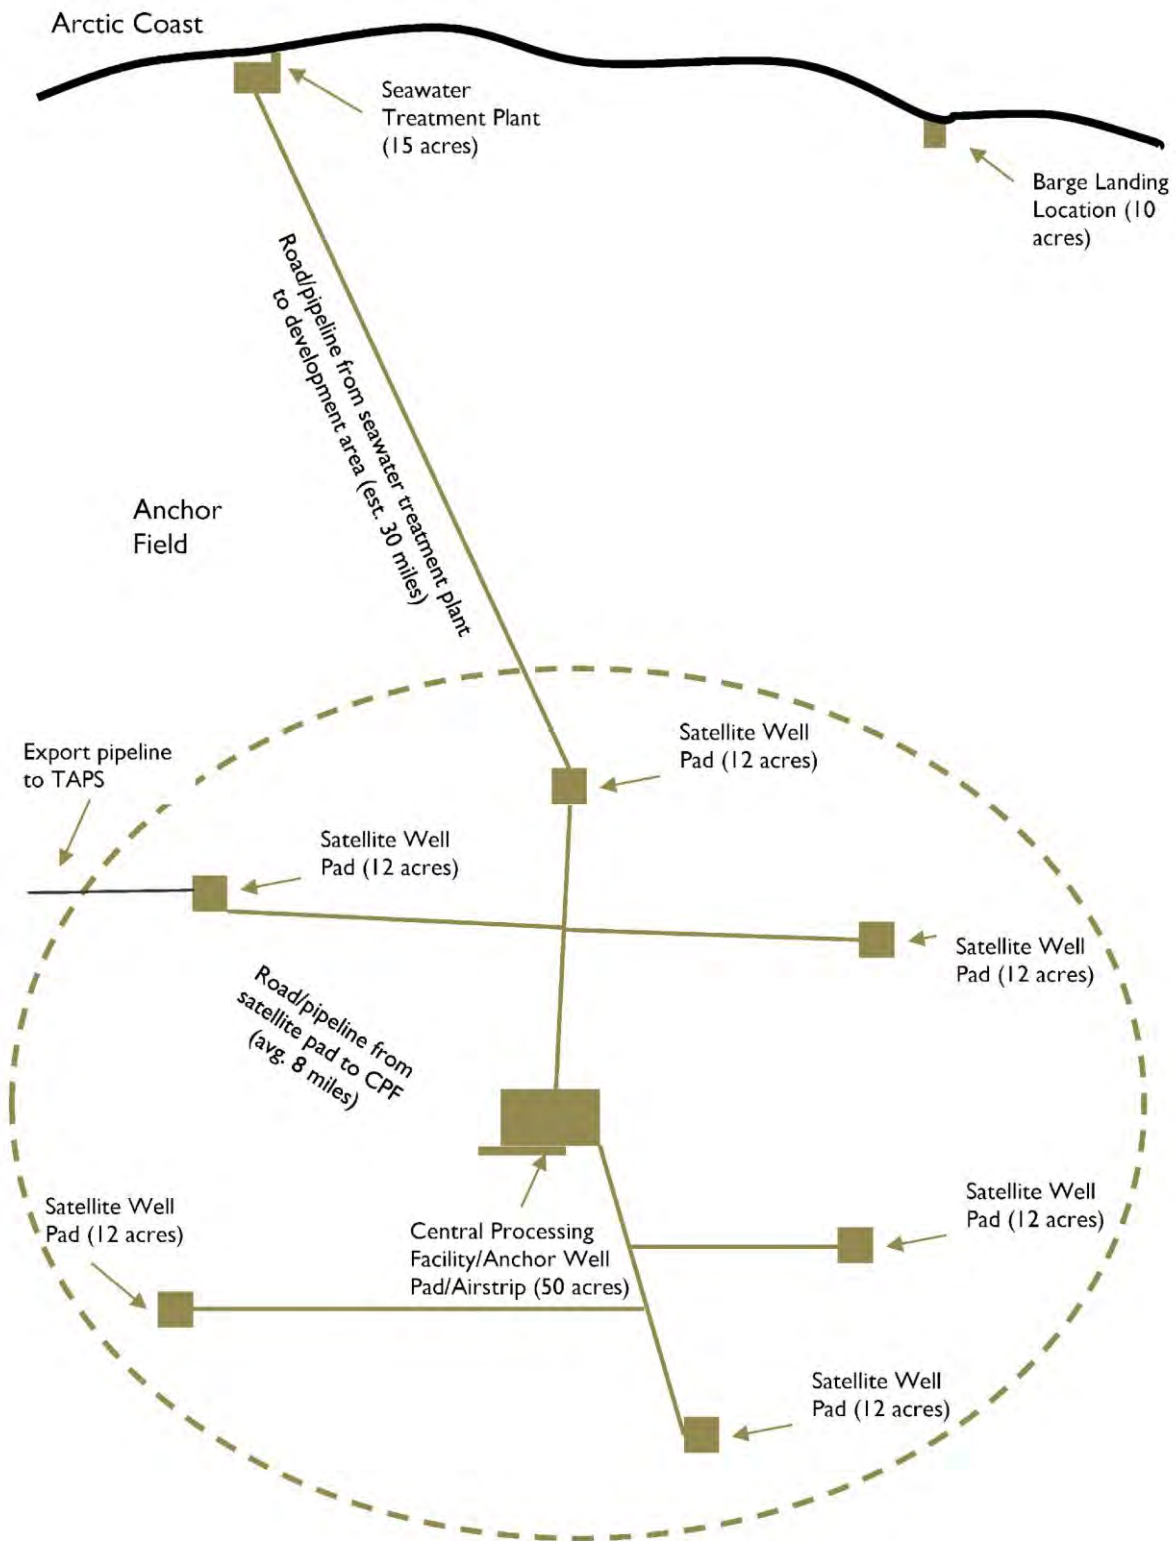 Arctic Coast
Seawater
Treatment Plant
(15 acres)
Barge Landing
Location (10
acres)
Road/pipeline from seawater treatment plant
to development area (est. 30 miles)
Anchor
Field
Satellite Well
Pad (12 acres)
Export pipeline
to TAPS
Satellite Well
Pad (12 acres)
Satellite Well
Pad (12 acres)
Road/pipeline from
satellite pad to CPF
(avg. 8 miles)
Satellite Well
Pad (12 acres)
Central Processing
Facility/Anchor Well
Pad/Airstrip (50 acres)
Satellite Well
Pad (12 acres)
Satellite Well
Pad (12 acres)